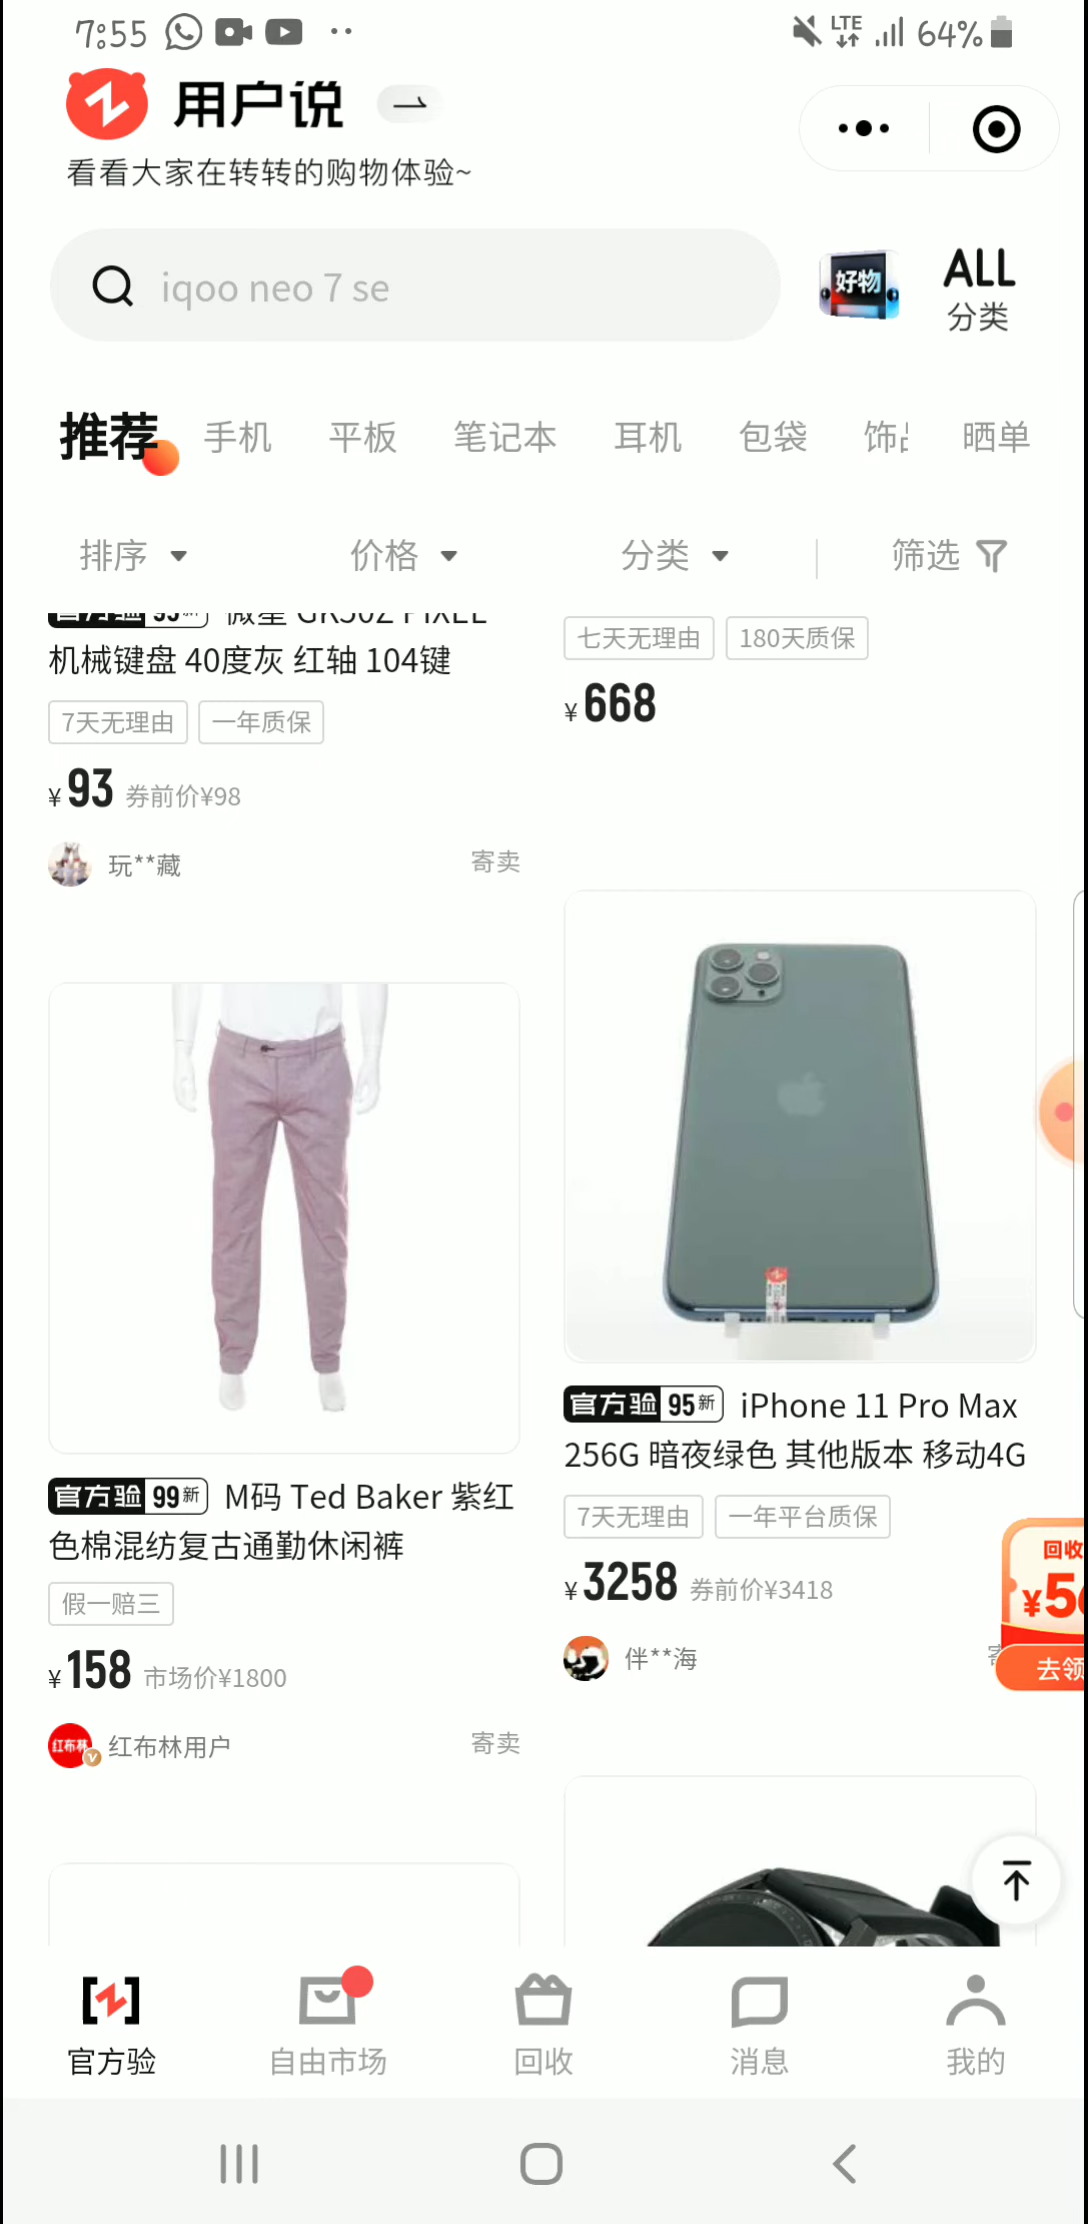 7:55
LTE
64%
用户说
看看大家在转转的购物体验~
iqoo neo 7 se
好物
ALL
分类
推荐
手机
平板
笔记本
耳机
包袋
饰品
晒单
排序
价格
分类
筛选
机械键盘 40度灰 红轴 104键
7天无理由
一年质保
¥93 券前价¥98
玩**藏
寄卖
七天无理由
180天质保
¥668
官方验 99新 M码 Ted Baker 紫红
色棉混纺复古通勤休闲裤
假一赔三
¥158 市场价¥1800
红布林
红布林用户
寄卖
官方验 95新 iPhone 11 Pro Max
256G 暗夜绿色 其他版本 移动4G
7天无理由
一年平台质保
¥3258 券前价¥3418
伴**海
回收
去领
官方验
自由市场
回收
消息
我的